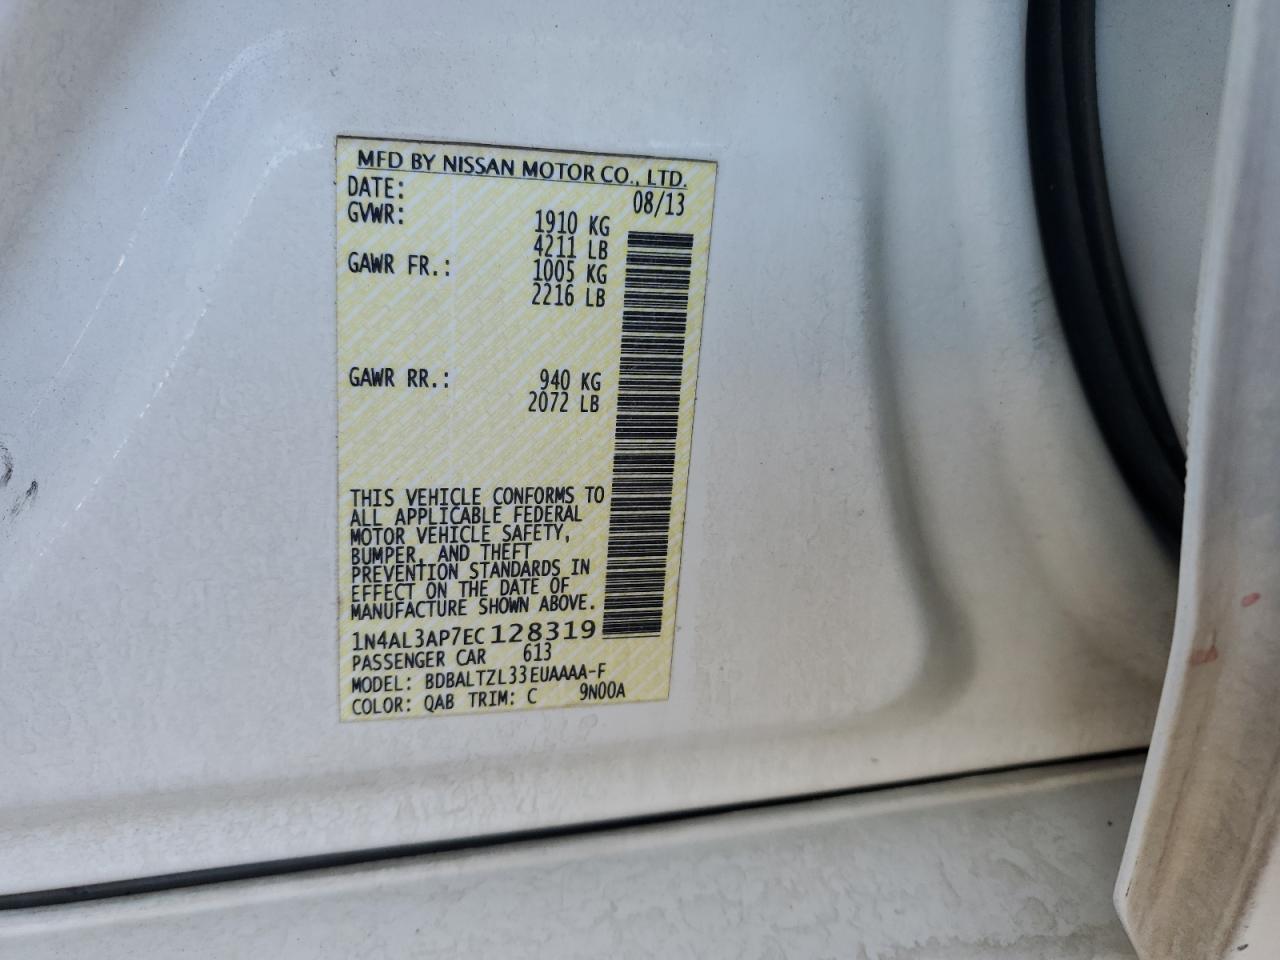 MFD BY NISSAN MOTOR CO., LTD.
DATE: 08/13
GVWR: 1910 KG
4211 LB
GAWR FR.: 1005 KG
2216 LB
GAWR RR.: 940 KG
2072 LB
THIS VEHICLE CONFORMS TO
ALL APPLICABLE FEDERAL
MOTOR VEHICLE SAFETY,
BUMPER, AND THEFT
PREVENTION STANDARDS IN
EFFECT ON THE DATE OF
MANUFACTURE SHOWN ABOVE.
1N4AL3AP7EC128319
PASSENGER CAR 613
MODEL: BDBALTZL33EUAAAA-F
COLOR: QAB TRIM: C 9N00A